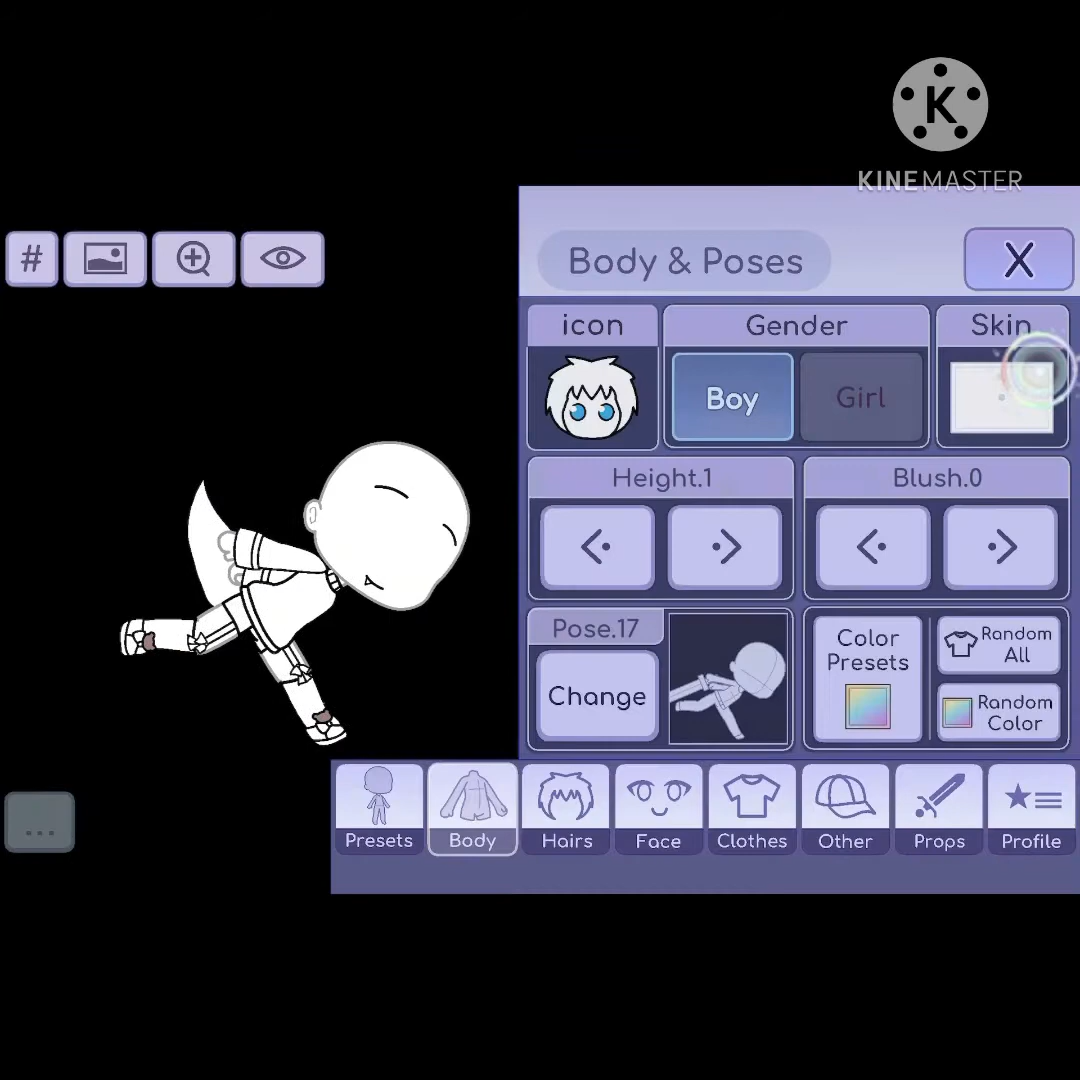 K
KINEMASTER
#
Body & Poses
X
icon
Gender
Skin
Boy
Girl
Height.1
Blush.0
Pose.17
Change
Color
Presets
Random
All
Random
Color
...
Presets
Body
Hairs
Face
Clothes
Other
Props
Profile